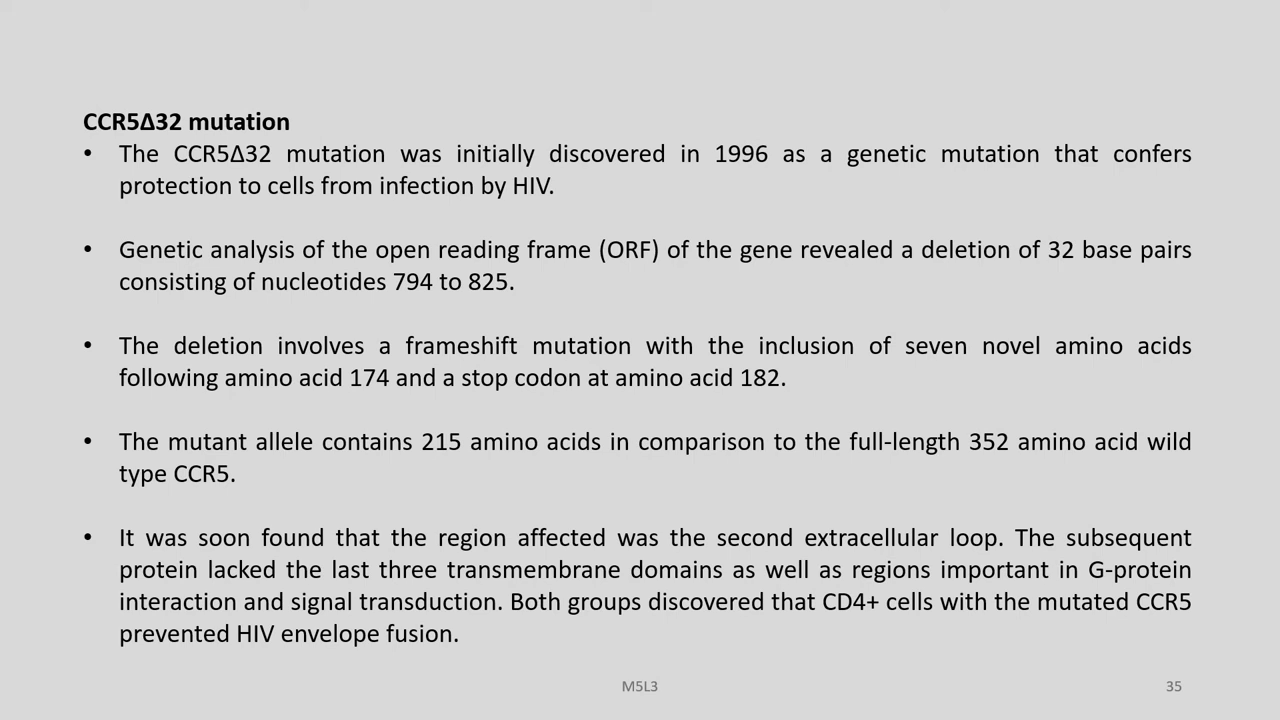 CCR5Δ32 mutation
• The CCR5Δ32 mutation was initially discovered in 1996 as a genetic mutation that confers
protection to cells from infection by HIV.
• Genetic analysis of the open reading frame (ORF) of the gene revealed a deletion of 32 base pairs
consisting of nucleotides 794 to 825.
• The deletion involves a frameshift mutation with the inclusion of seven novel amino acids
following amino acid 174 and a stop codon at amino acid 182.
• The mutant allele contains 215 amino acids in comparison to the full-length 352 amino acid wild
type CCR5.
• It was soon found that the region affected was the second extracellular loop. The subsequent
protein lacked the last three transmembrane domains as well as regions important in G-protein
interaction and signal transduction. Both groups discovered that CD4+ cells with the mutated CCR5
prevented HIV envelope fusion.
M5L3
35